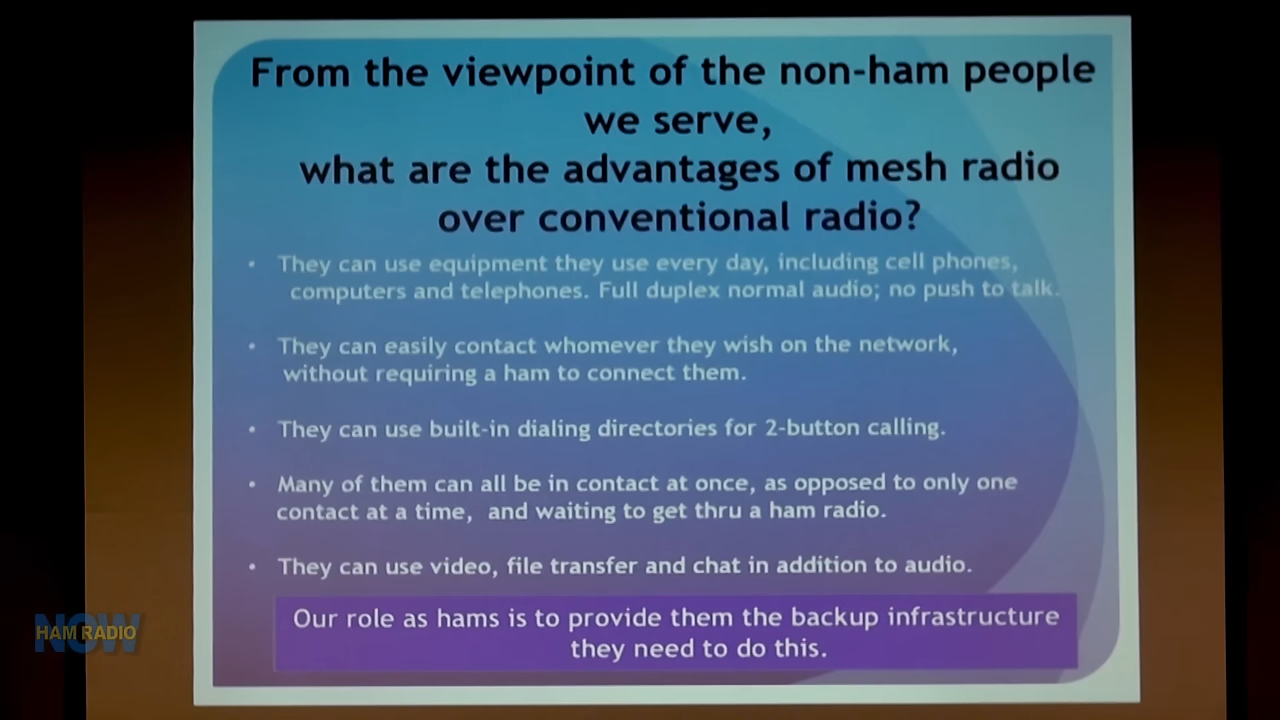 From the viewpoint of the non-ham people
we serve,
what are the advantages of mesh radio
over conventional radio?
• They can use equipment they use every day, including cell phones,
computers and telephones. Full duplex normal audio; no push to talk.
• They can easily contact whomever they wish on the network,
without requiring a ham to connect them.
• They can use built-in dialing directories for 2-button calling.
• Many of them can all be in contact at once, as opposed to only one
contact at a time, and waiting to get thru a ham radio.
• They can use video, file transfer and chat in addition to audio.
Our role as hams is to provide them the backup infrastructure
they need to do this.
HAM RADIO
NOW